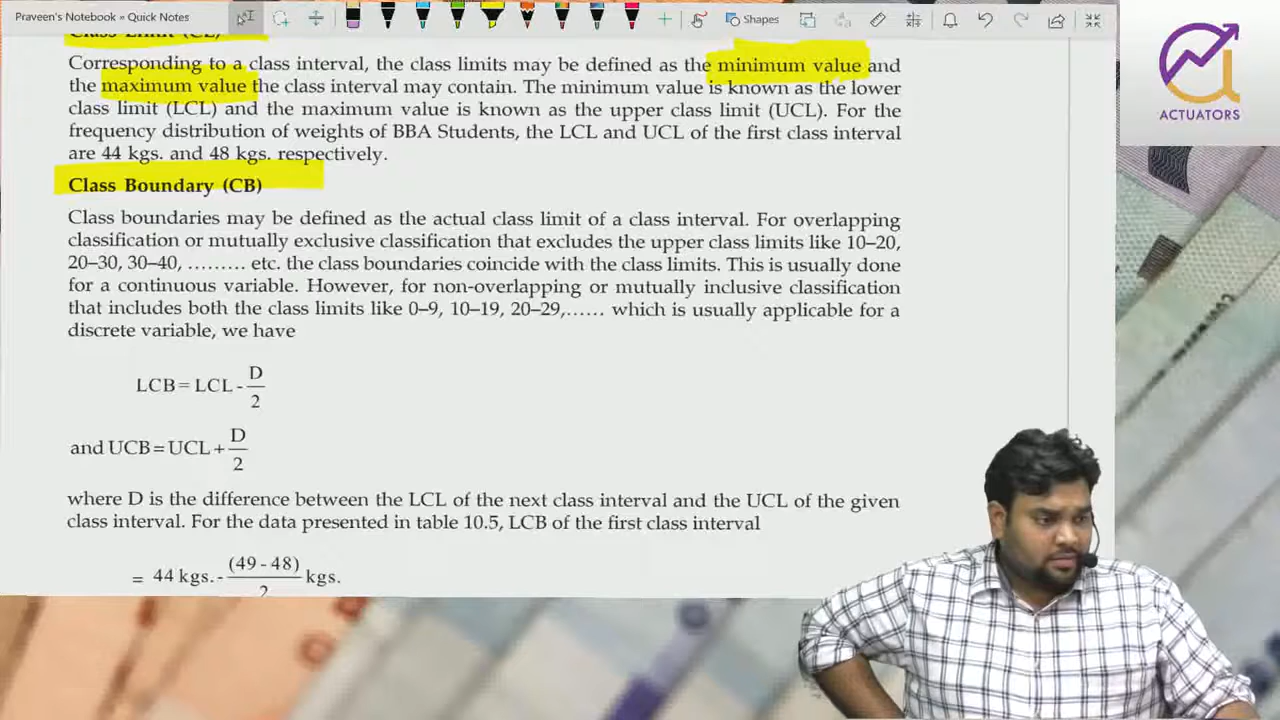 Praveen's Notebook » Quick Notes
Shapes
ACTUATORS
Class Limit (CL)
Corresponding to a class interval, the class limits may be defined as the minimum value and
the maximum value the class interval may contain. The minimum value is known as the lower
class limit (LCL) and the maximum value is known as the upper class limit (UCL). For the
frequency distribution of weights of BBA Students, the LCL and UCL of the first class interval
are 44 kgs. and 48 kgs. respectively.
Class Boundary (CB)
Class boundaries may be defined as the actual class limit of a class interval. For overlapping
classification or mutually exclusive classification that excludes the upper class limits like 10–20,
20–30, 30–40, ......... etc. the class boundaries coincide with the class limits. This is usually done
for a continuous variable. However, for non-overlapping or mutually inclusive classification
that includes both the class limits like 0–9, 10–19, 20–29,...... which is usually applicable for a
discrete variable, we have
LCB = LCL - D/2
and UCB = UCL + D/2
where D is the difference between the LCL of the next class interval and the UCL of the given
class interval. For the data presented in table 10.5, LCB of the first class interval
= 44 kgs. - (49 - 48)/2 kgs.